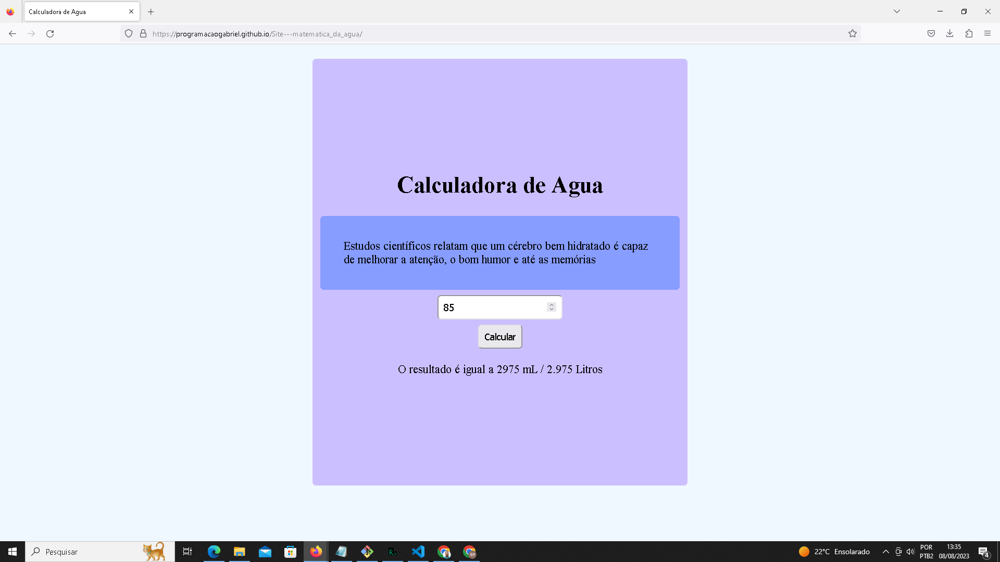 Calculadora de Agua
https://programacaogabriel.github.io/Site---matematica_da_agua/
Calculadora de Agua
Estudos científicos relatam que um cérebro bem hidratado é capaz
de melhorar a atenção, o bom humor e até as memórias
85
Calcular
O resultado é igual a 2975 mL / 2.975 Litros
Pesquisar
22°C Ensolarado
POR
PTB2
13:35
08/08/2023
4